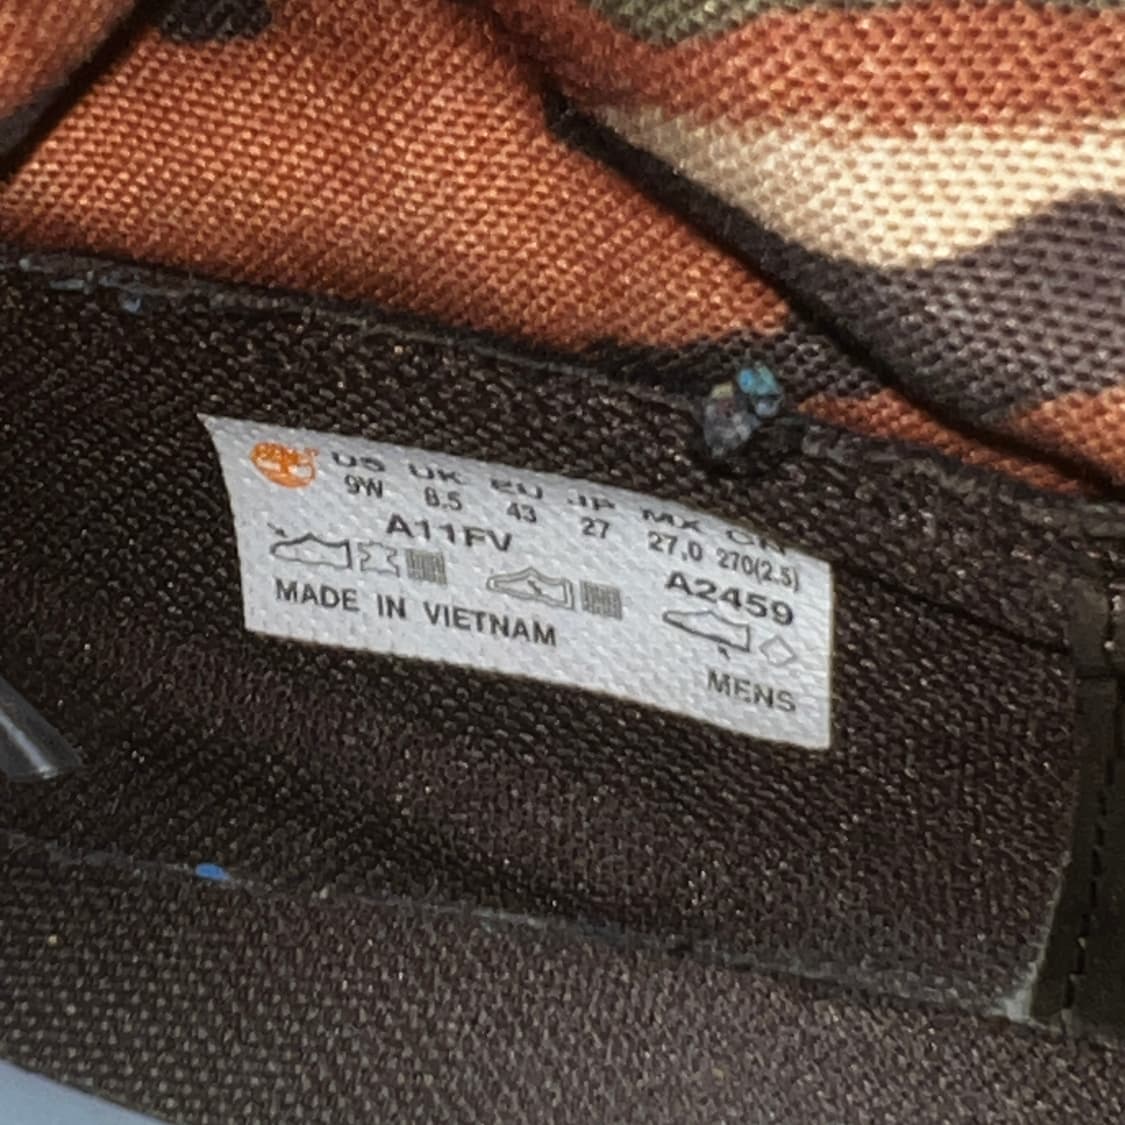 US UK EU JP MX CN
9W 8.5 43 27 27,0 270(2.5)
A11FV A2459
MADE IN VIETNAM MENS